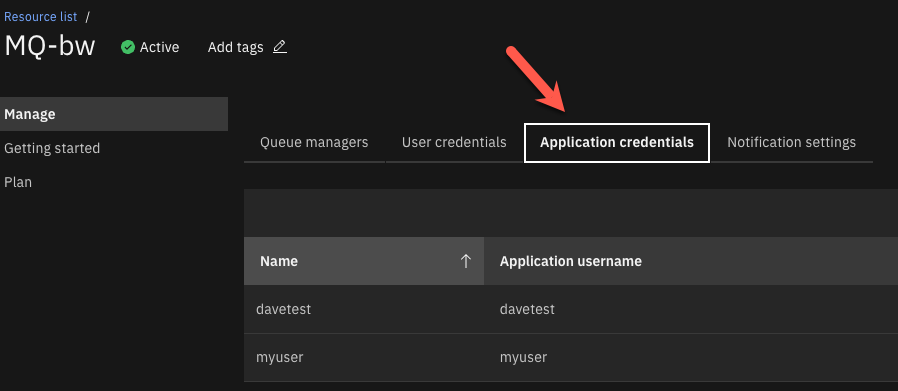 Resource list /
MQ-bw Active Add tags
Manage
Getting started
Plan
Queue managers User credentials Application credentials Notification settings
Name Application username
davetest davetest
myuser myuser